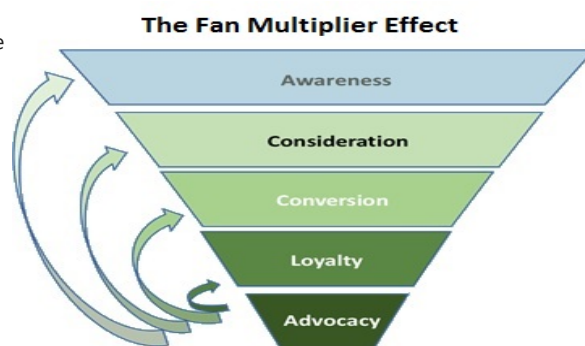 The Fan Multiplier Effect
e
Awareness
Consideration
Conversion
Loyalty
Advocacy